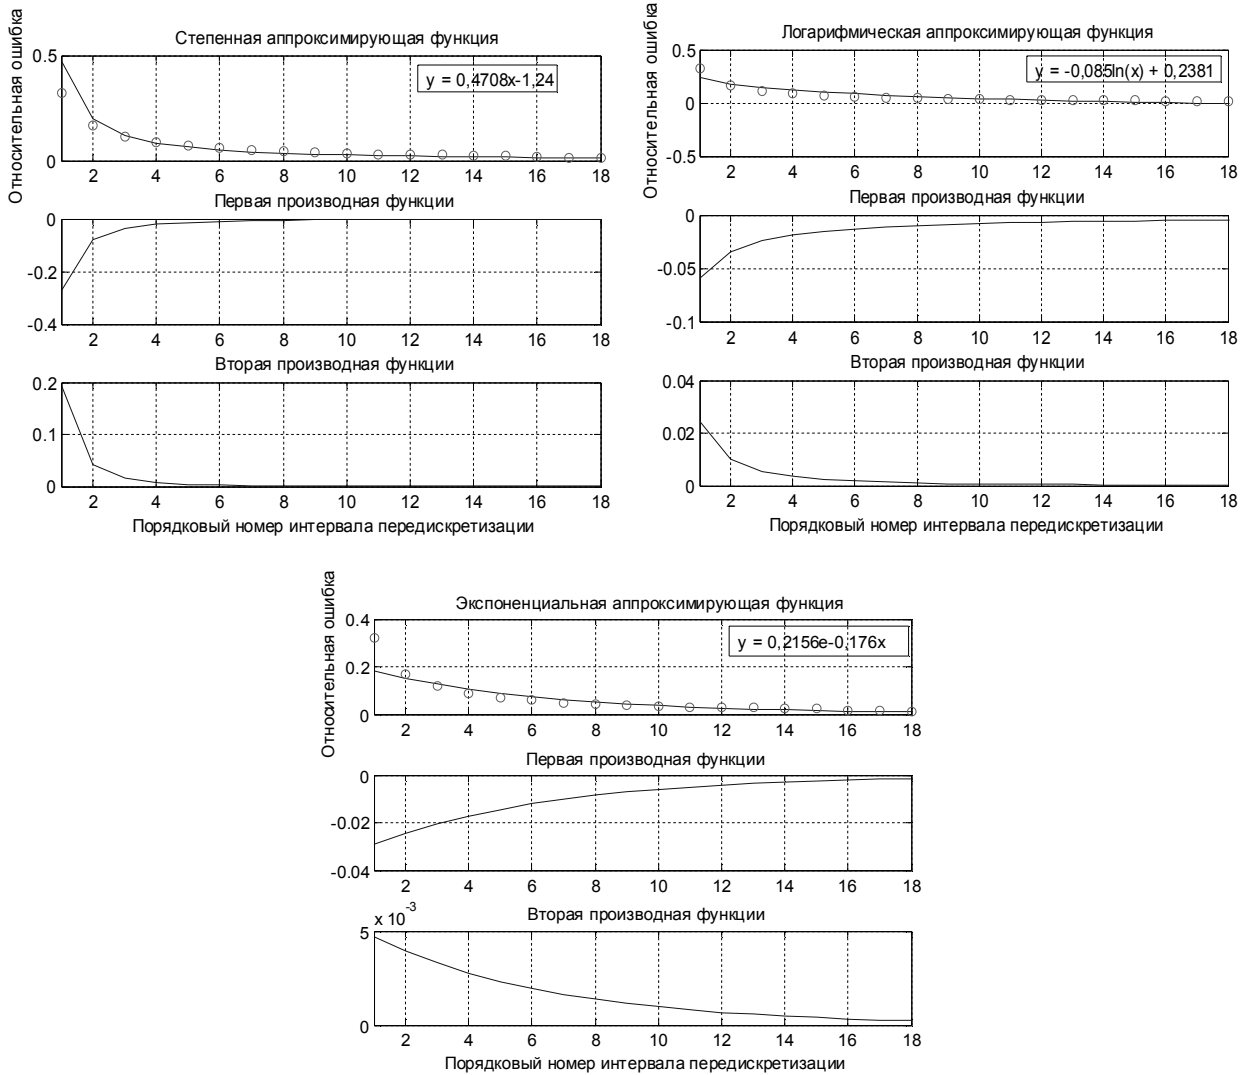 Степенная аппроксимирующая функция
Относительная ошибка
y = 0,4708x-1,24
0.5
0
2 4 6 8 10 12 14 16 18
Первая производная функции
0
-0.2
-0.4
2 4 6 8 10 12 14 16 18
Вторая производная функции
0.2
0.1
0
2 4 6 8 10 12 14 16 18
Порядковый номер интервала передискретизации
Логарифмическая аппроксимирующая функция
Относительная ошибка
y = -0,085ln(x) + 0,2381
0.5
0
-0.5
2 4 6 8 10 12 14 16 18
Первая производная функции
0
-0.05
-0.1
2 4 6 8 10 12 14 16 18
Вторая производная функции
0.04
0.02
0
2 4 6 8 10 12 14 16 18
Порядковый номер интервала передискретизации
Экспоненциальная аппроксимирующая функция
Относительная ошибка
y = 0,2156e-0,176x
0.4
0.2
0
2 4 6 8 10 12 14 16 18
Первая производная функции
0
-0.02
-0.04
2 4 6 8 10 12 14 16 18
x 10⁻³
Вторая производная функции
5
0
2 4 6 8 10 12 14 16 18
Порядковый номер интервала передискретизации